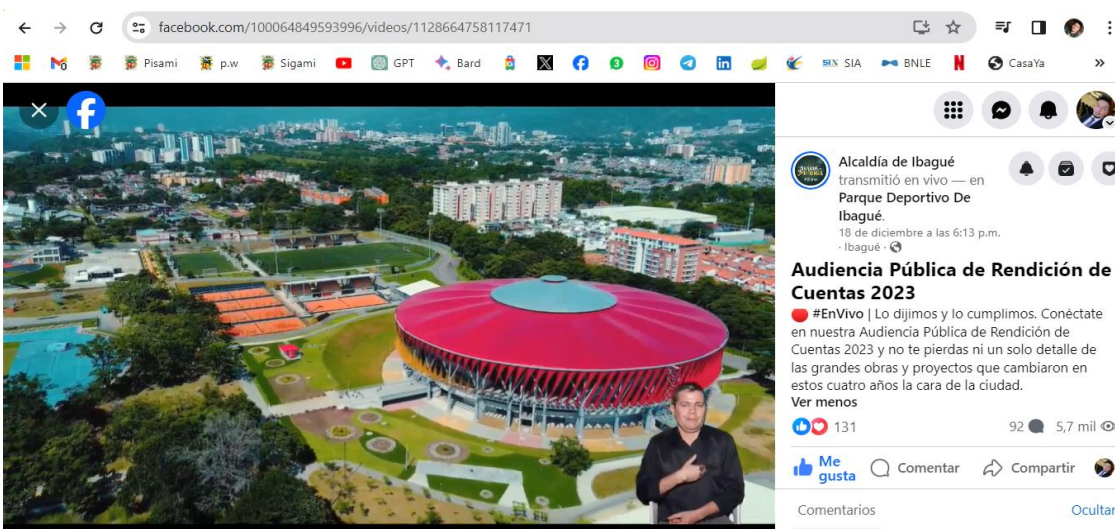 facebook.com/100064849593996/videos/1128664758117471
Pisami p.w Sigami GPT Bard SIA BNLE CasaYa »
Alcaldía de Ibagué
transmitió en vivo — en
Parque Deportivo De
Ibagué.
18 de diciembre a las 6:13 p.m.
· Ibagué ·
Audiencia Pública de Rendición de
Cuentas 2023
#EnVivo | Lo dijimos y lo cumplimos. Conéctate
en nuestra Audiencia Pública de Rendición de
Cuentas 2023 y no te pierdas ni un solo detalle de
las grandes obras y proyectos que cambiaron en
estos cuatro años la cara de la ciudad.
Ver menos
131 92 5,7 mil
Me gusta Comentar Compartir
Comentarios Ocultar